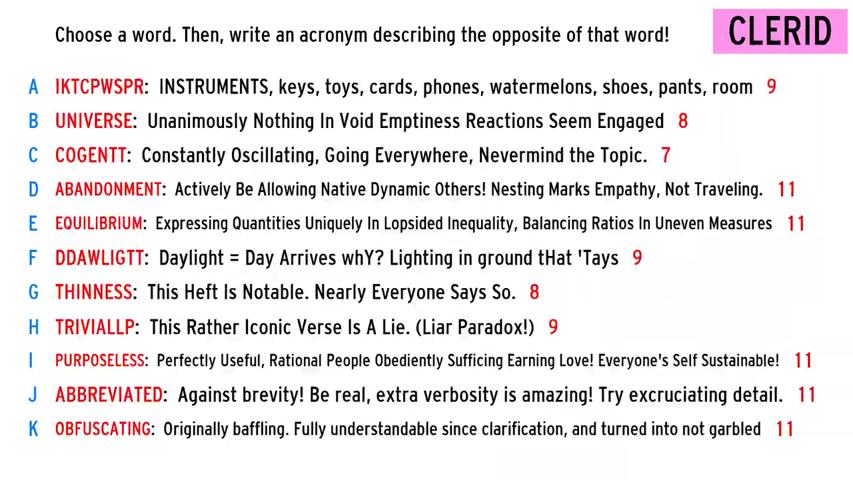 Choose a word. Then, write an acronym describing the opposite of that word!
CLERID
A IKTCPWSPR: INSTRUMENTS, keys, toys, cards, phones, watermelons, shoes, pants, room 9
B UNIVERSE: Unanimously Nothing In Void Emptiness Reactions Seem Engaged 8
C COGENTT: Constantly Oscillating, Going Everywhere, Nevermind the Topic. 7
D ABANDONMENT: Actively Be Allowing Native Dynamic Others! Nesting Marks Empathy, Not Traveling. 11
E EQUILIBRIUM: Expressing Quantities Uniquely In Lopsided Inequality, Balancing Ratios In Uneven Measures 11
F DDAWLIGTT: Daylight = Day Arrives whY? Lighting in ground tHat 'Tays 9
G THINNESS: This Heft Is Notable. Nearly Everyone Says So. 8
H TRIVIALLP: This Rather Iconic Verse Is A Lie. (Liar Paradox!) 9
I PURPOSELESS: Perfectly Useful, Rational People Obediently Sufficing Earning Love! Everyone's Self Sustainable! 11
J ABBREVIATED: Against brevity! Be real, extra verbosity is amazing! Try excruciating detail. 11
K OBFUSCATING: Originally baffling. Fully understandable since clarification, and turned into not garbled 11